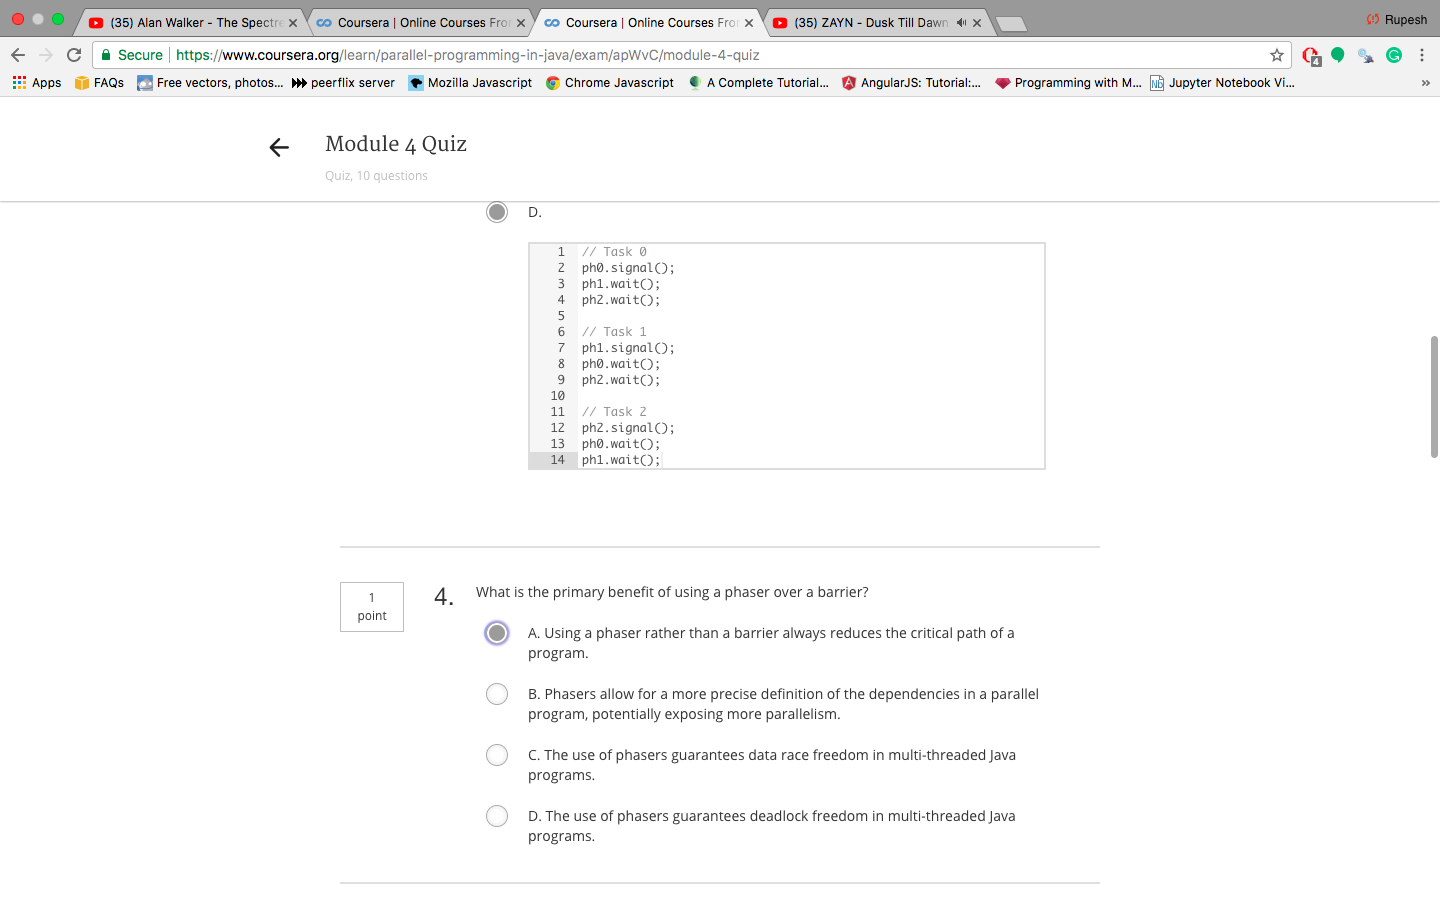 (35) Alan Walker - The Spectre
Coursera | Online Courses Fro
Coursera | Online Courses Fro
(35) ZAYN - Dusk Till Dawn
Rupesh
Secure
https://www.coursera.org/learn/parallel-programming-in-java/exam/apWvC/module-4-quiz
4
Apps
FAQs
Free vectors, photos...
peerflix server
Mozilla Javascript
Chrome Javascript
A Complete Tutorial...
AngularJS: Tutorial:...
Programming with M...
Nb
Jupyter Notebook Vi...
»
Module 4 Quiz
Quiz, 10 questions
D.
1 // Task 0
2 ph0.signal();
3 ph1.wait();
4 ph2.wait();
5
6 // Task 1
7 ph1.signal();
8 ph0.wait();
9 ph2.wait();
10
11 // Task 2
12 ph2.signal();
13 ph0.wait();
14 ph1.wait();
1
point
4.
What is the primary benefit of using a phaser over a barrier?
A. Using a phaser rather than a barrier always reduces the critical path of a
program.
B. Phasers allow for a more precise definition of the dependencies in a parallel
program, potentially exposing more parallelism.
C. The use of phasers guarantees data race freedom in multi-threaded Java
programs.
D. The use of phasers guarantees deadlock freedom in multi-threaded Java
programs.